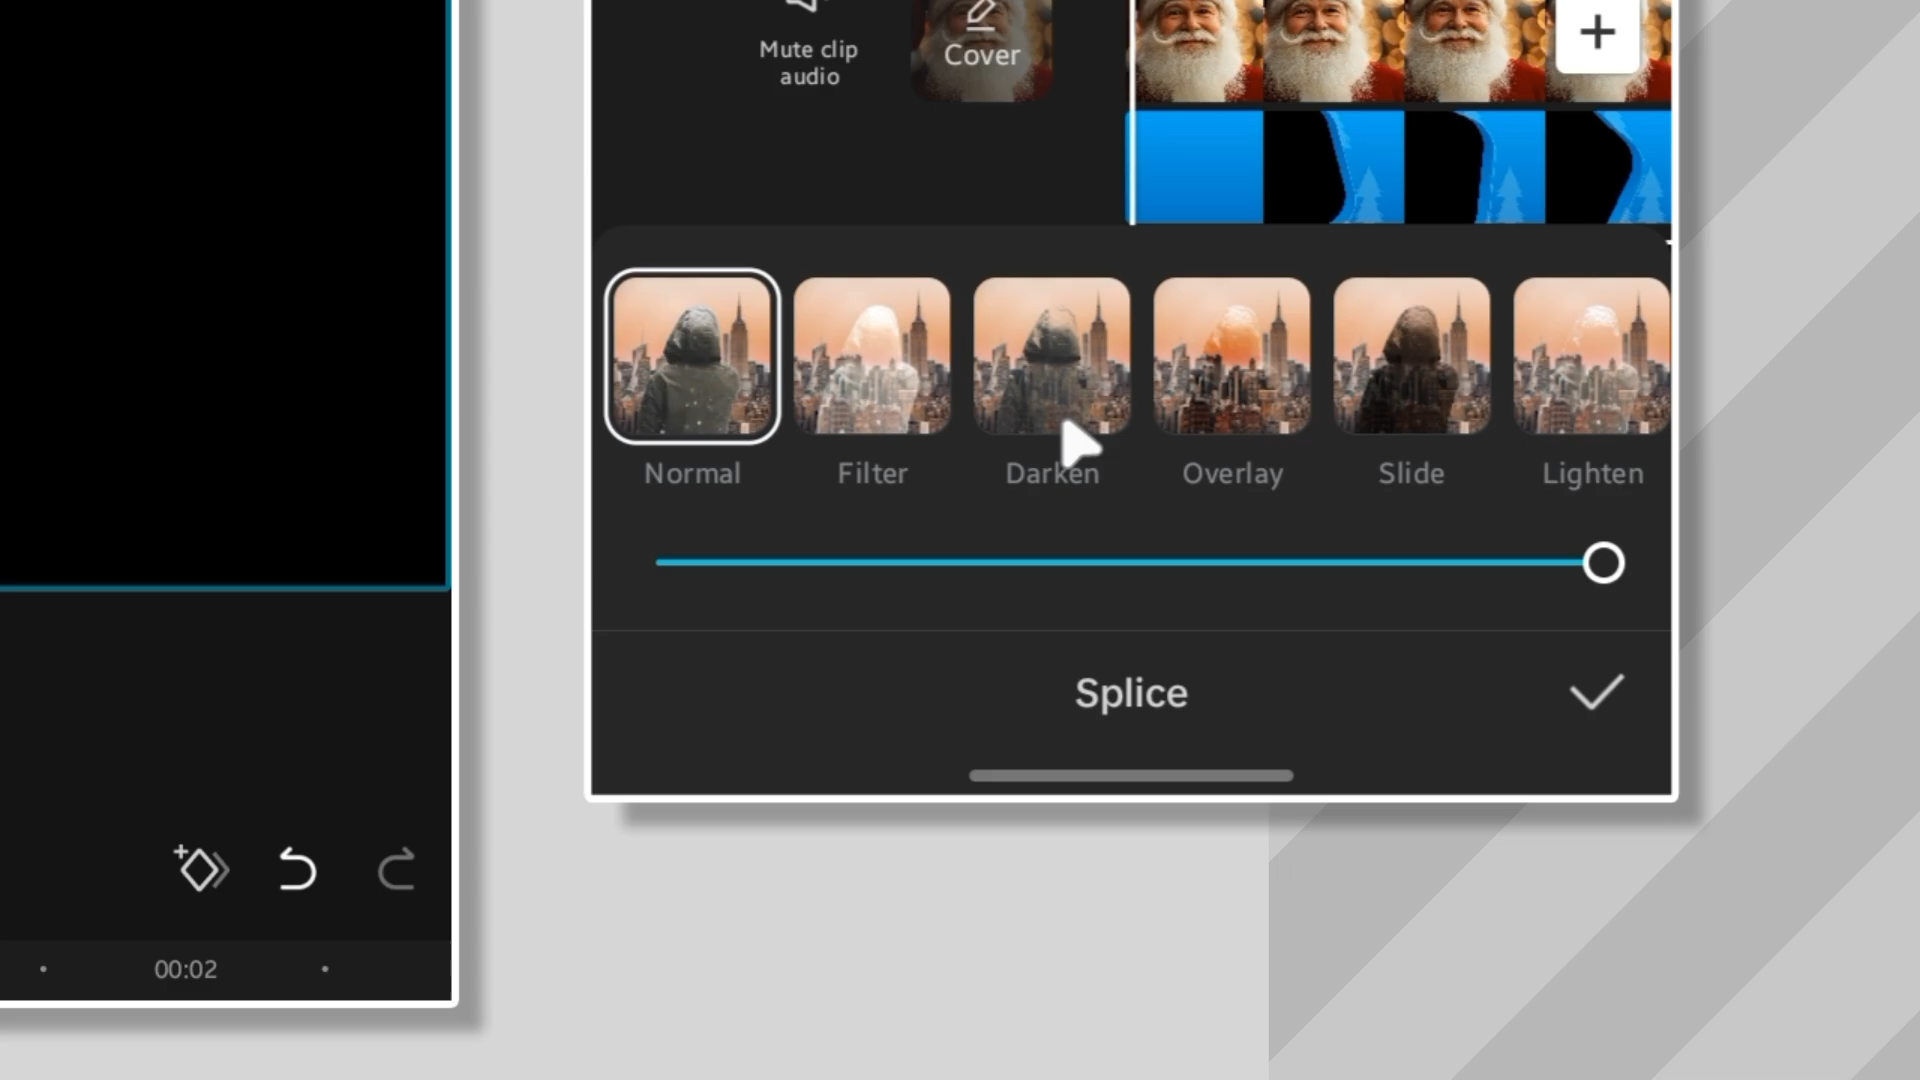 Mute clip
audio
Cover
Normal
Filter
Darken
Overlay
Slide
Lighten
Splice
00:02